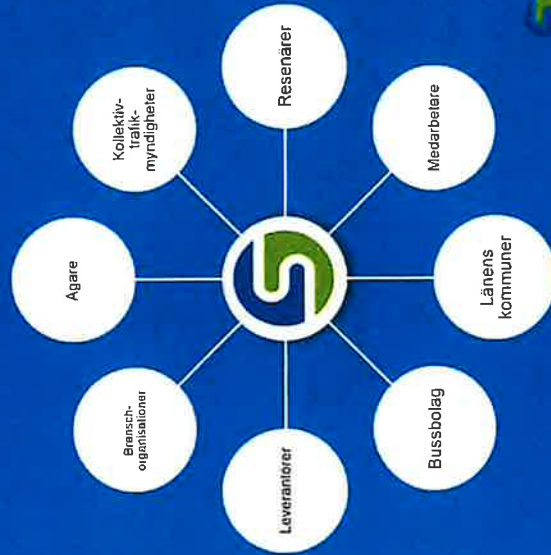 Ägare
Kollektiv-
trafik-
myndigheter
Resenärer
Medarbetare
Länens
kommuner
Bussbolag
Leverantörer
Bransch-
organisationer